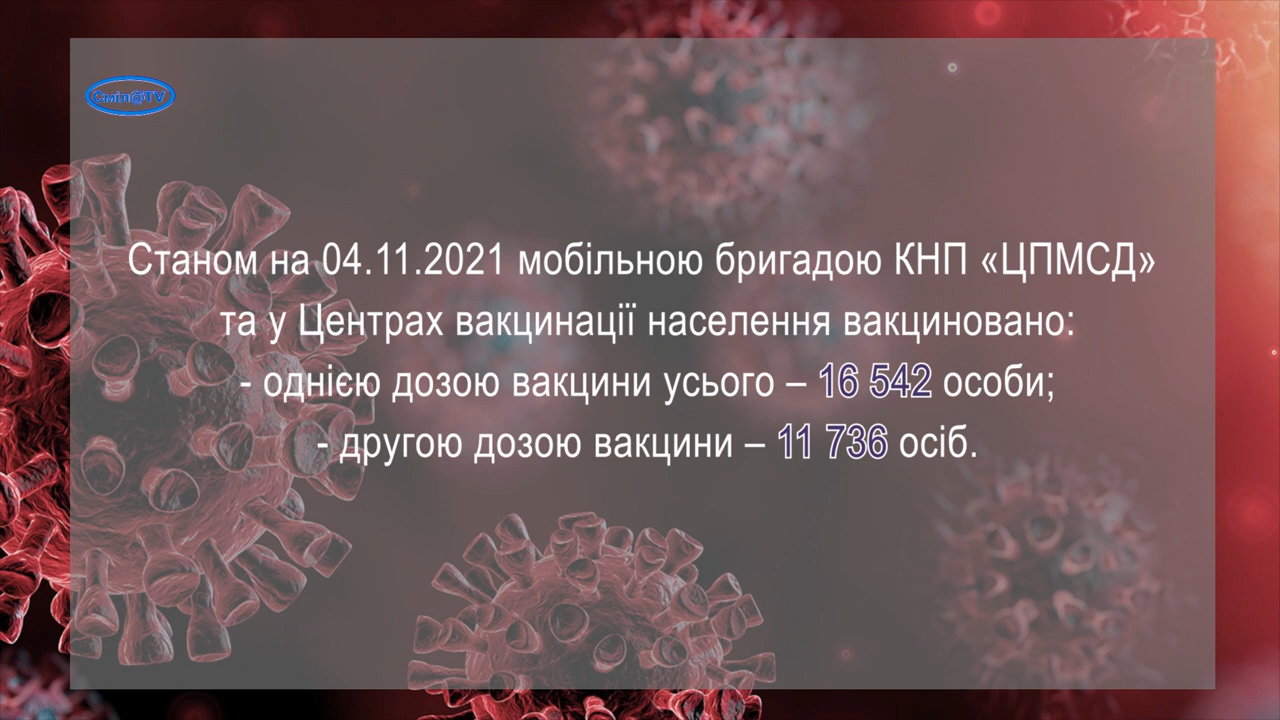 Сміл@TV
Станом на 04.11.2021 мобільною бригадою КНП «ЦПМСД»
та у Центрах вакцинації населення вакциновано:
- однією дозою вакцини усього – 16 542 особи;
- другою дозою вакцини – 11 736 осіб.